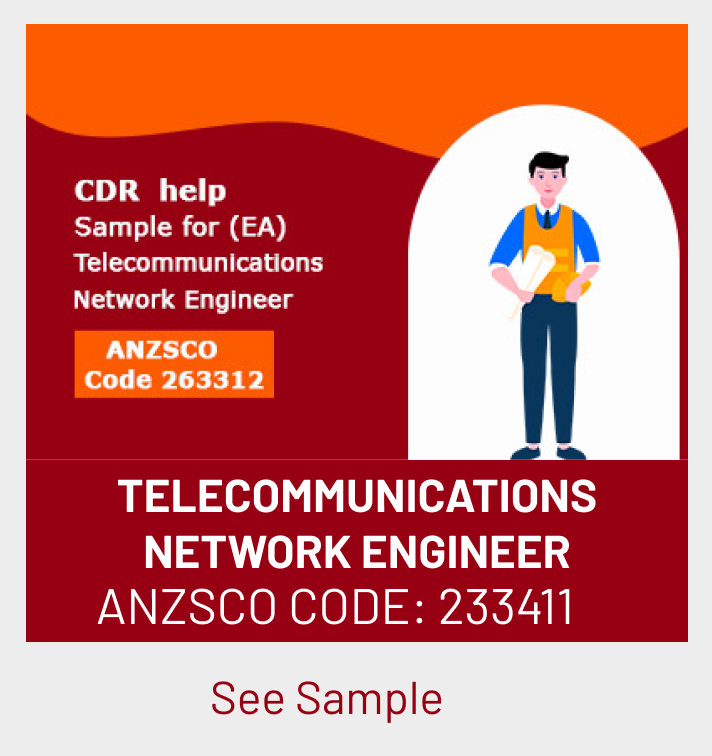 CDR help
Sample for (EA)
Telecommunications
Network Engineer
ANZSCO
Code 263312
TELECOMMUNICATIONS
NETWORK ENGINEER
ANZSCO CODE: 233411
See Sample